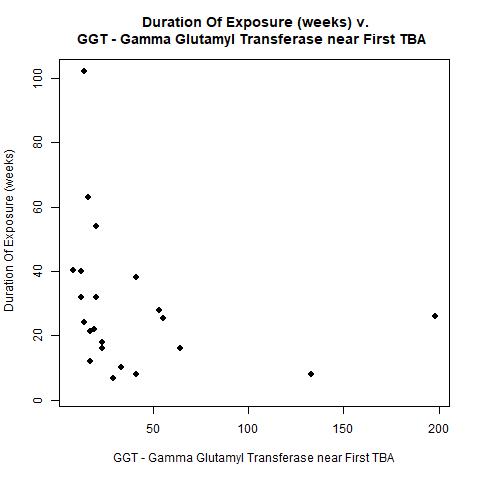 Duration Of Exposure (weeks) v.
GGT - Gamma Glutamyl Transferase near First TBA
Duration Of Exposure (weeks)
100
80
60
40
20
0
50
100
150
200
GGT - Gamma Glutamyl Transferase near First TBA